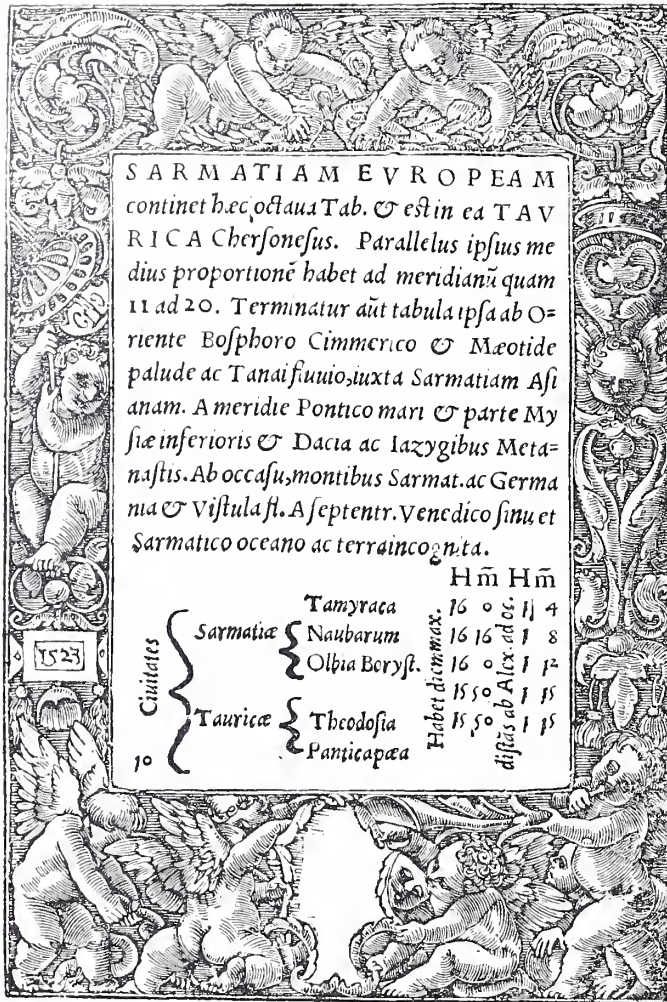 SARMATIAM EVROPEAM
continet hæc octaua Tab. & est in ea TAV
RICA Chersonesus. Parallelus ipsius me
dius proportionē habet ad meridianū quam
11 ad 20. Terminatur aūt tabula ipsa ab O=
riente Bosphoro Cimmerico & Mæotide
palude ac Tanai fluuio, iuxta Sarmatiam Asi
anam. A meridie Pontico mari & parte My
siæ inferioris & Dacia ac Iazygibus Meta=
nastis. Ab occasu, montibus Sarmat. ac Germa
nia & Vistula fl. A septentr. Venedico sinu et
Sarmatico oceano ac terra incognita.
H m̄ H m̄
Ciuitates
10
Sarmatiæ
Tamyraca 16 0 4
Naubarum 16 16 1 8
Olbia Boryst. 16 0 1 12
Tauricæ
Theodosia 15 50 1 15
Panticapæa 15 50 1 15
Habet diem max.
distās ab Alex. ad oc.
1523